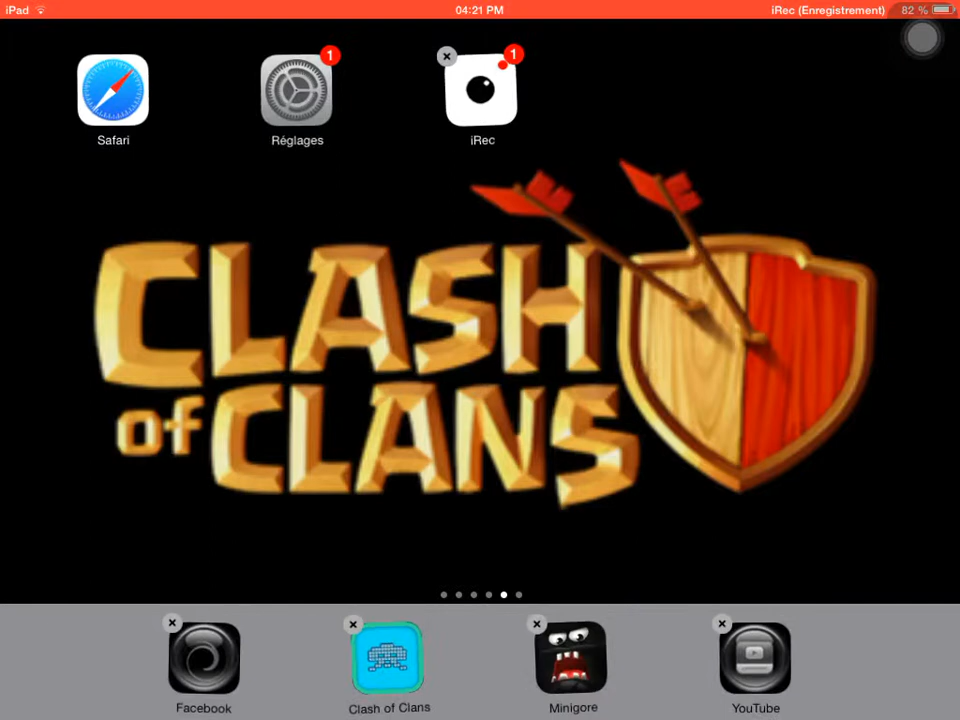 iPad 04:21 PM iRec (Enregistrement) 82 %
1 1
Safari Réglages iRec
CLASH
of CLANS
Facebook Clash of Clans Minigore YouTube